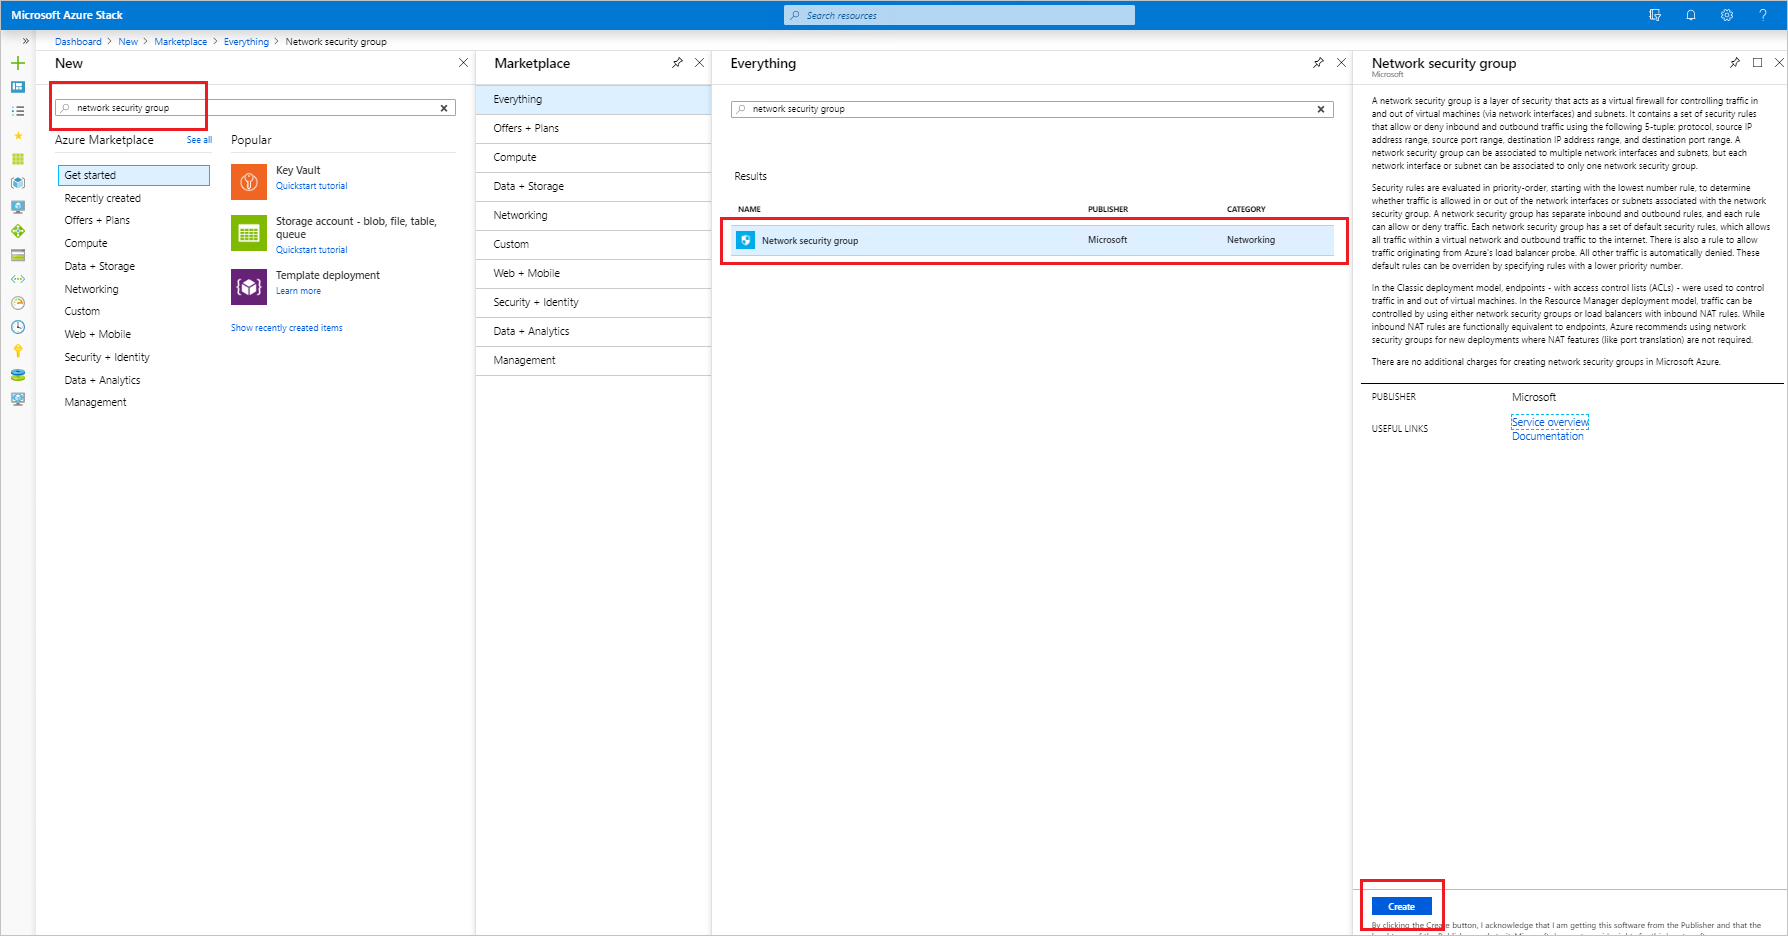 Microsoft Azure Stack
Search resources
Dashboard > New > Marketplace > Everything > Network security group
New
network security group
Azure Marketplace
See all
Get started
Recently created
Offers + Plans
Compute
Data + Storage
Networking
Custom
Web + Mobile
Security + Identity
Data + Analytics
Management
Popular
Key Vault
Quickstart tutorial
Storage account - blob, file, table,
queue
Quickstart tutorial
Template deployment
Learn more
Show recently created items
Marketplace
Everything
Offers + Plans
Compute
Data + Storage
Networking
Custom
Web + Mobile
Security + Identity
Data + Analytics
Management
Everything
network security group
Results
NAME PUBLISHER CATEGORY
Network security group Microsoft Networking
Network security group
Microsoft
A network security group is a layer of security that acts as a virtual firewall for controlling traffic in
and out of virtual machines (via network interfaces) and subnets. It contains a set of security rules
that allow or deny inbound and outbound traffic using the following 5-tuple: protocol, source IP
address range, source port range, destination IP address range, and destination port range. A
network security group can be associated to multiple network interfaces and subnets, but each
network interface or subnet can be associated to only one network security group.
Security rules are evaluated in priority-order, starting with the lowest number rule, to determine
whether traffic is allowed in or out of the network interfaces or subnets associated with the network
security group. A network security group has separate inbound and outbound rules, and each rule
can allow or deny traffic. Each network security group has a set of default security rules, which allows
all traffic within a virtual network and outbound traffic to the internet. There is also a rule to allow
traffic originating from Azure's load balancer probe. All other traffic is automatically denied. These
default rules can be overriden by specifying rules with a lower priority number.
In the Classic deployment model, endpoints - with access control lists (ACLs) - were used to control
traffic in and out of virtual machines. In the Resource Manager deployment model, traffic can be
controlled by using either network security groups or load balancers with inbound NAT rules. While
inbound NAT rules are functionally equivalent to endpoints, Azure recommends using network
security groups for new deployments where NAT features (like port translation) are not required.
There are no additional charges for creating network security groups in Microsoft Azure.
PUBLISHER Microsoft
USEFUL LINKS
Service overview
Documentation
Create
By clicking the Create button, I acknowledge that I am getting this software from the Publisher and that the